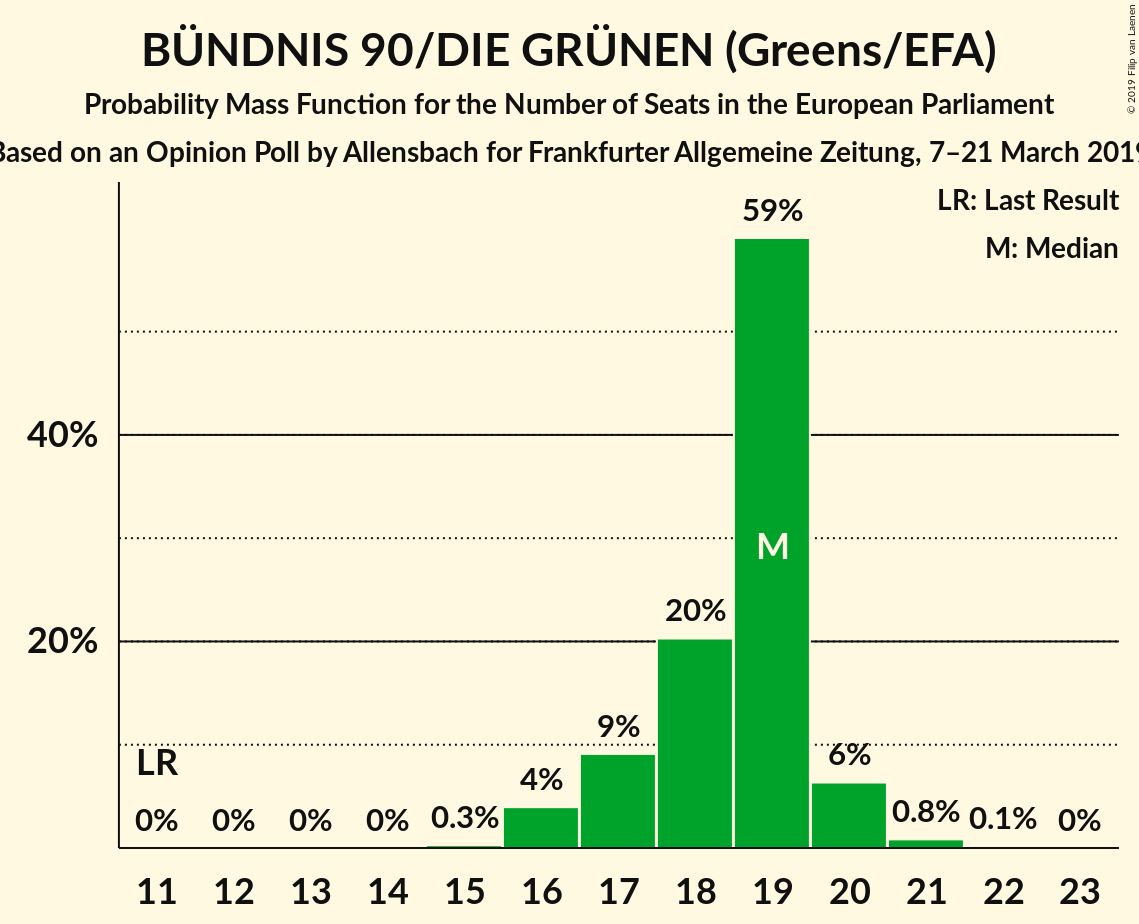 BÜNDNIS 90/DIE GRÜNEN (Greens/EFA)
Probability Mass Function for the Number of Seats in the European Parliament
Based on an Opinion Poll by Allensbach for Frankfurter Allgemeine Zeitung, 7–21 March 2019
© 2019 Filip van Laenen
LR: Last Result
M: Median
59%
40%
M
20%
20%
9%
LR
6%
4%
0%
0%
0%
0%
0.3%
0.8%
0.1%
0%
11 12 13 14 15 16 17 18 19 20 21 22 23